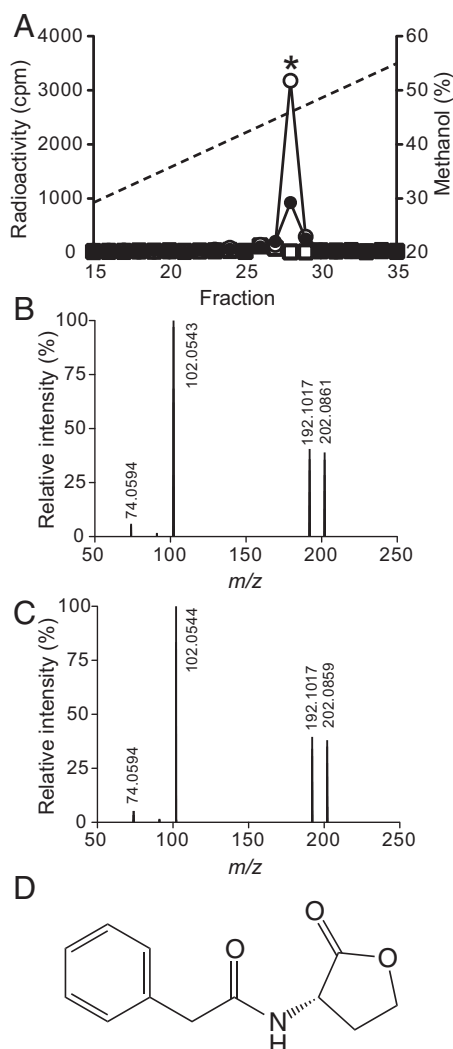 A
Radioactivity (cpm)
4000
3000
2000
1000
0
*
60
50
40
30
20
Methanol (%)
15 20 25 30 35
Fraction
B
Relative intensity (%)
100
75
50
25
0
74.0594
102.0543
192.1017
202.0861
50 100 150 200 250
m/z
C
Relative intensity (%)
100
75
50
25
0
74.0594
102.0544
192.1017
202.0859
50 100 150 200 250
m/z
D
O
O
O
N
H